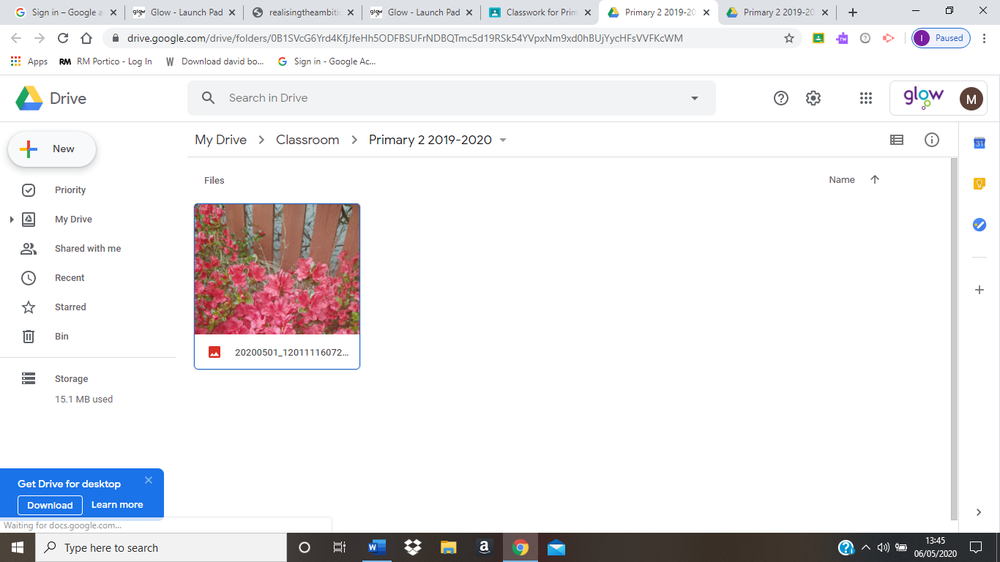 Sign in – Google a
Glow - Launch Pad
realisingtheambiti
Glow - Launch Pad
Classwork for Prim
Primary 2 2019-20
Primary 2 2019-20
drive.google.com/drive/folders/0B1SVcG6Yrd4KfjJfeHh5ODFBSUFrNDBQTmc5d19RSk54YVpxNm9xd0hBUjYycHFsVVFKcWM
I Paused
Apps
RM RM Portico - Log In
W Download david bo...
G Sign in - Google Ac...
Drive
Search in Drive
glow
M
New
My Drive > Classroom > Primary 2 2019-2020
31
Files
Name
Priority
My Drive
Shared with me
Recent
Starred
Bin
20200501_12011116072...
Storage
15.1 MB used
Get Drive for desktop
Download Learn more
Waiting for docs.google.com...
Type here to search
13:45
06/05/2020